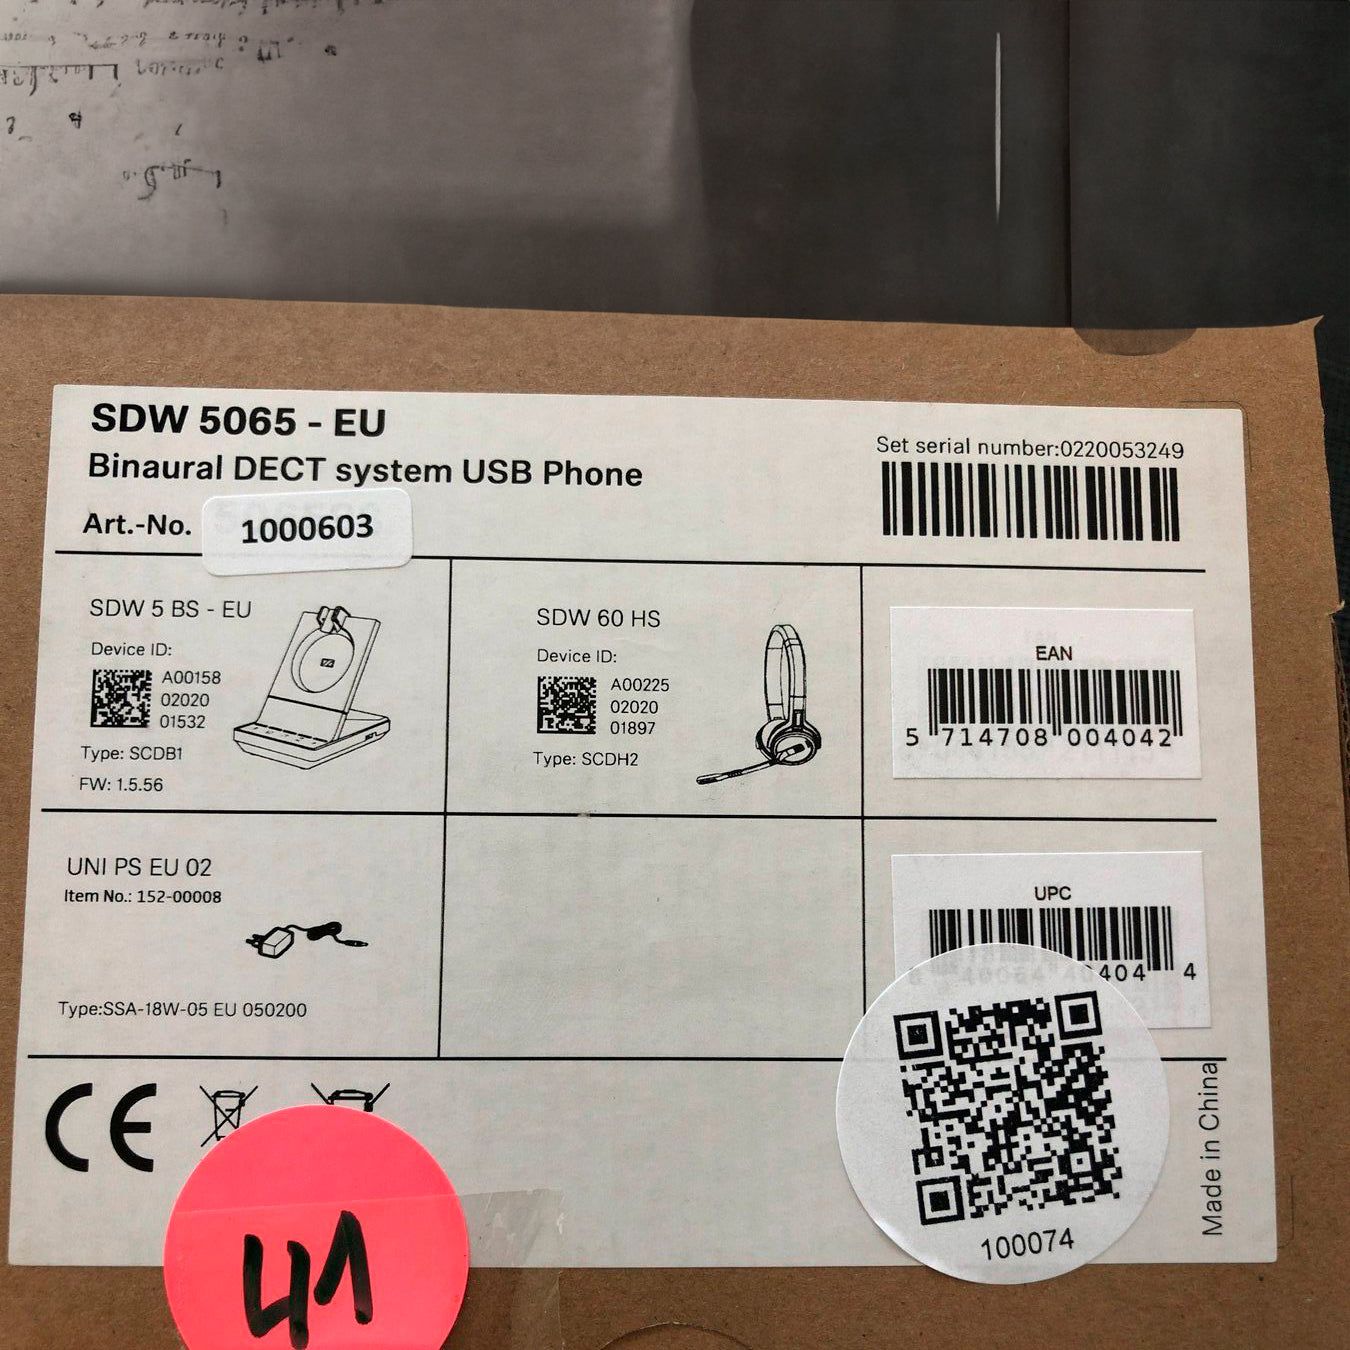 SDW 5065 - EU
Binaural DECT system USB Phone
Art.-No. 1000603
Set serial number:0220053249
SDW 5 BS - EU
Device ID:
A00158
02020
01532
Type: SCDB1
FW: 1.5.56
SDW 60 HS
Device ID:
A00225
02020
01897
Type: SCDH2
EAN
5 714708 004042
UNI PS EU 02
Item No.: 152-00008
Type:SSA-18W-05 EU 050200
UPC
404 4
CE
Made in China
41
100074